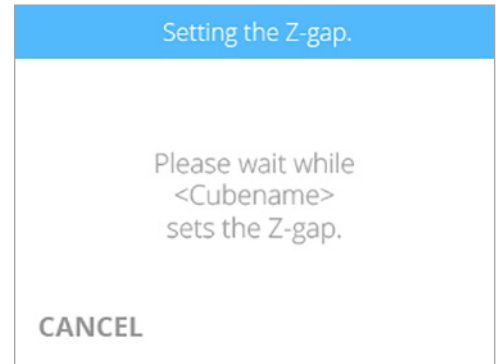 Setting the Z-gap.
Please wait while
<Cubename>
sets the Z-gap.
CANCEL